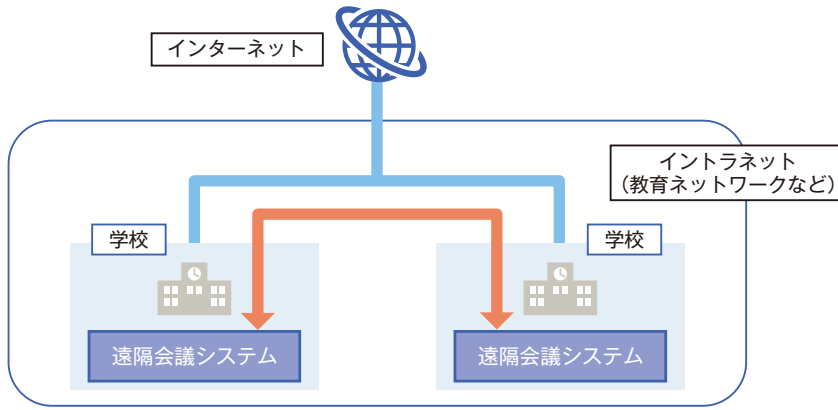 インターネット
イントラネット
（教育ネットワークなど）
学校
学校
遠隔会議システム
遠隔会議システム